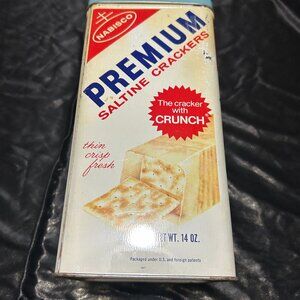 NABISCO
PREMIUM
SALTINE CRACKERS
The cracker
with
CRUNCH
thin
crisp
fresh
WT. 14 OZ.
Packaged under U.S. and foreign patents